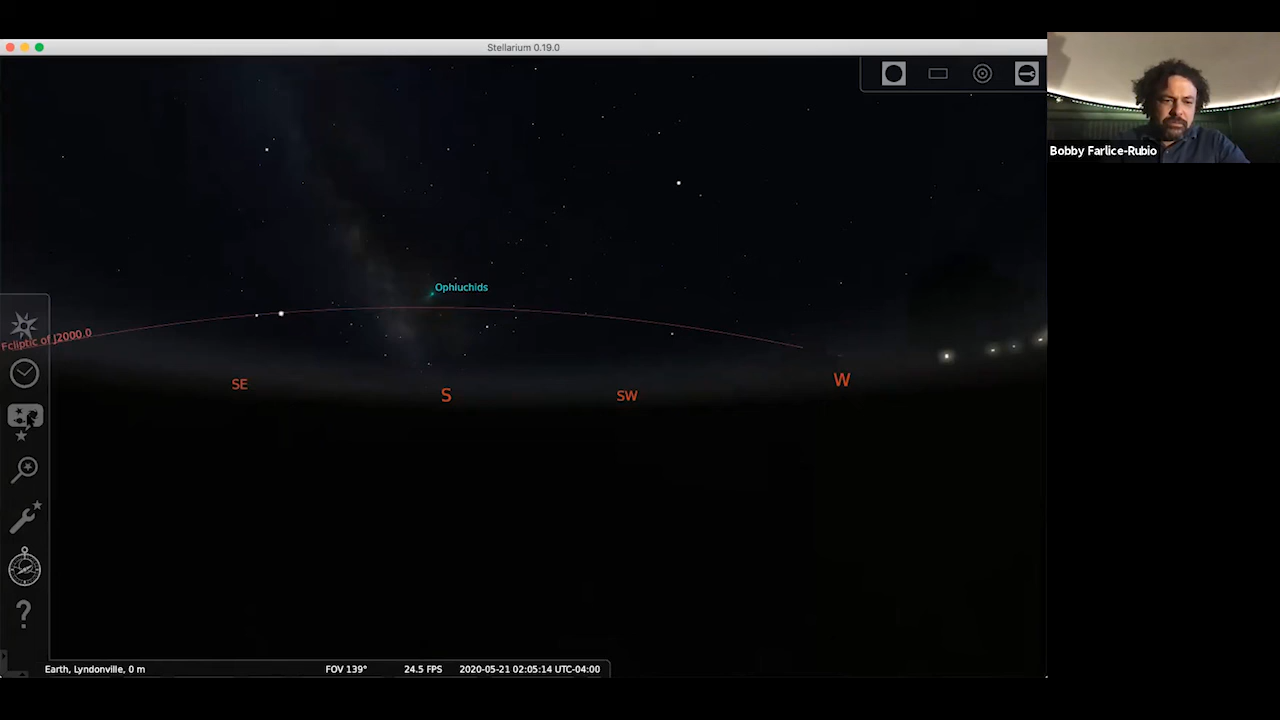 Stellarium 0.19.0
Bobby Farlice-Rubio
Ophiuchids
Ecliptic of J2000.0
SE
S
SW
W
Earth, Lyndonville, 0 m
FOV 139°
24.5 FPS
2020-05-21 02:05:14 UTC-04:00